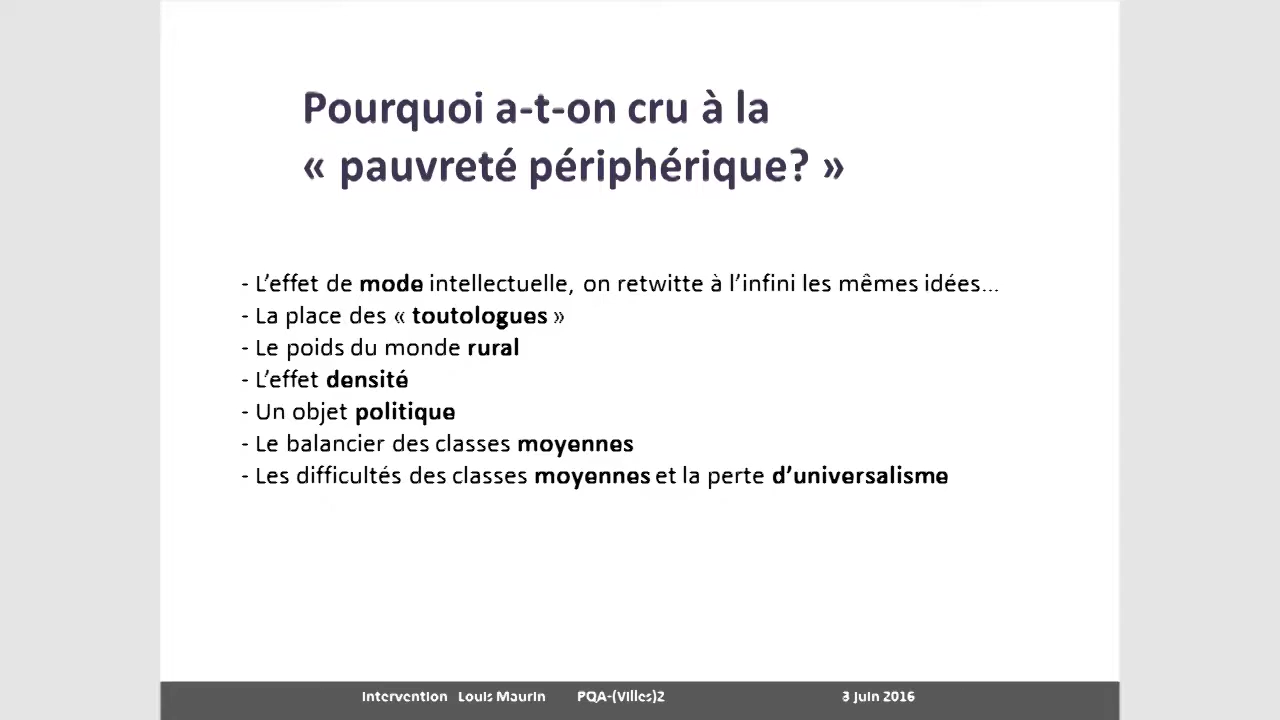 Pourquoi a-t-on cru à la
« pauvreté périphérique? »
- L’effet de mode intellectuelle, on retwitte à l’infini les mêmes idées...
- La place des « toutologues »
- Le poids du monde rural
- L’effet densité
- Un objet politique
- Le balancier des classes moyennes
- Les difficultés des classes moyennes et la perte d’universalisme
Intervention Louis Maurin PQA-(Villes)2 3 juin 2016